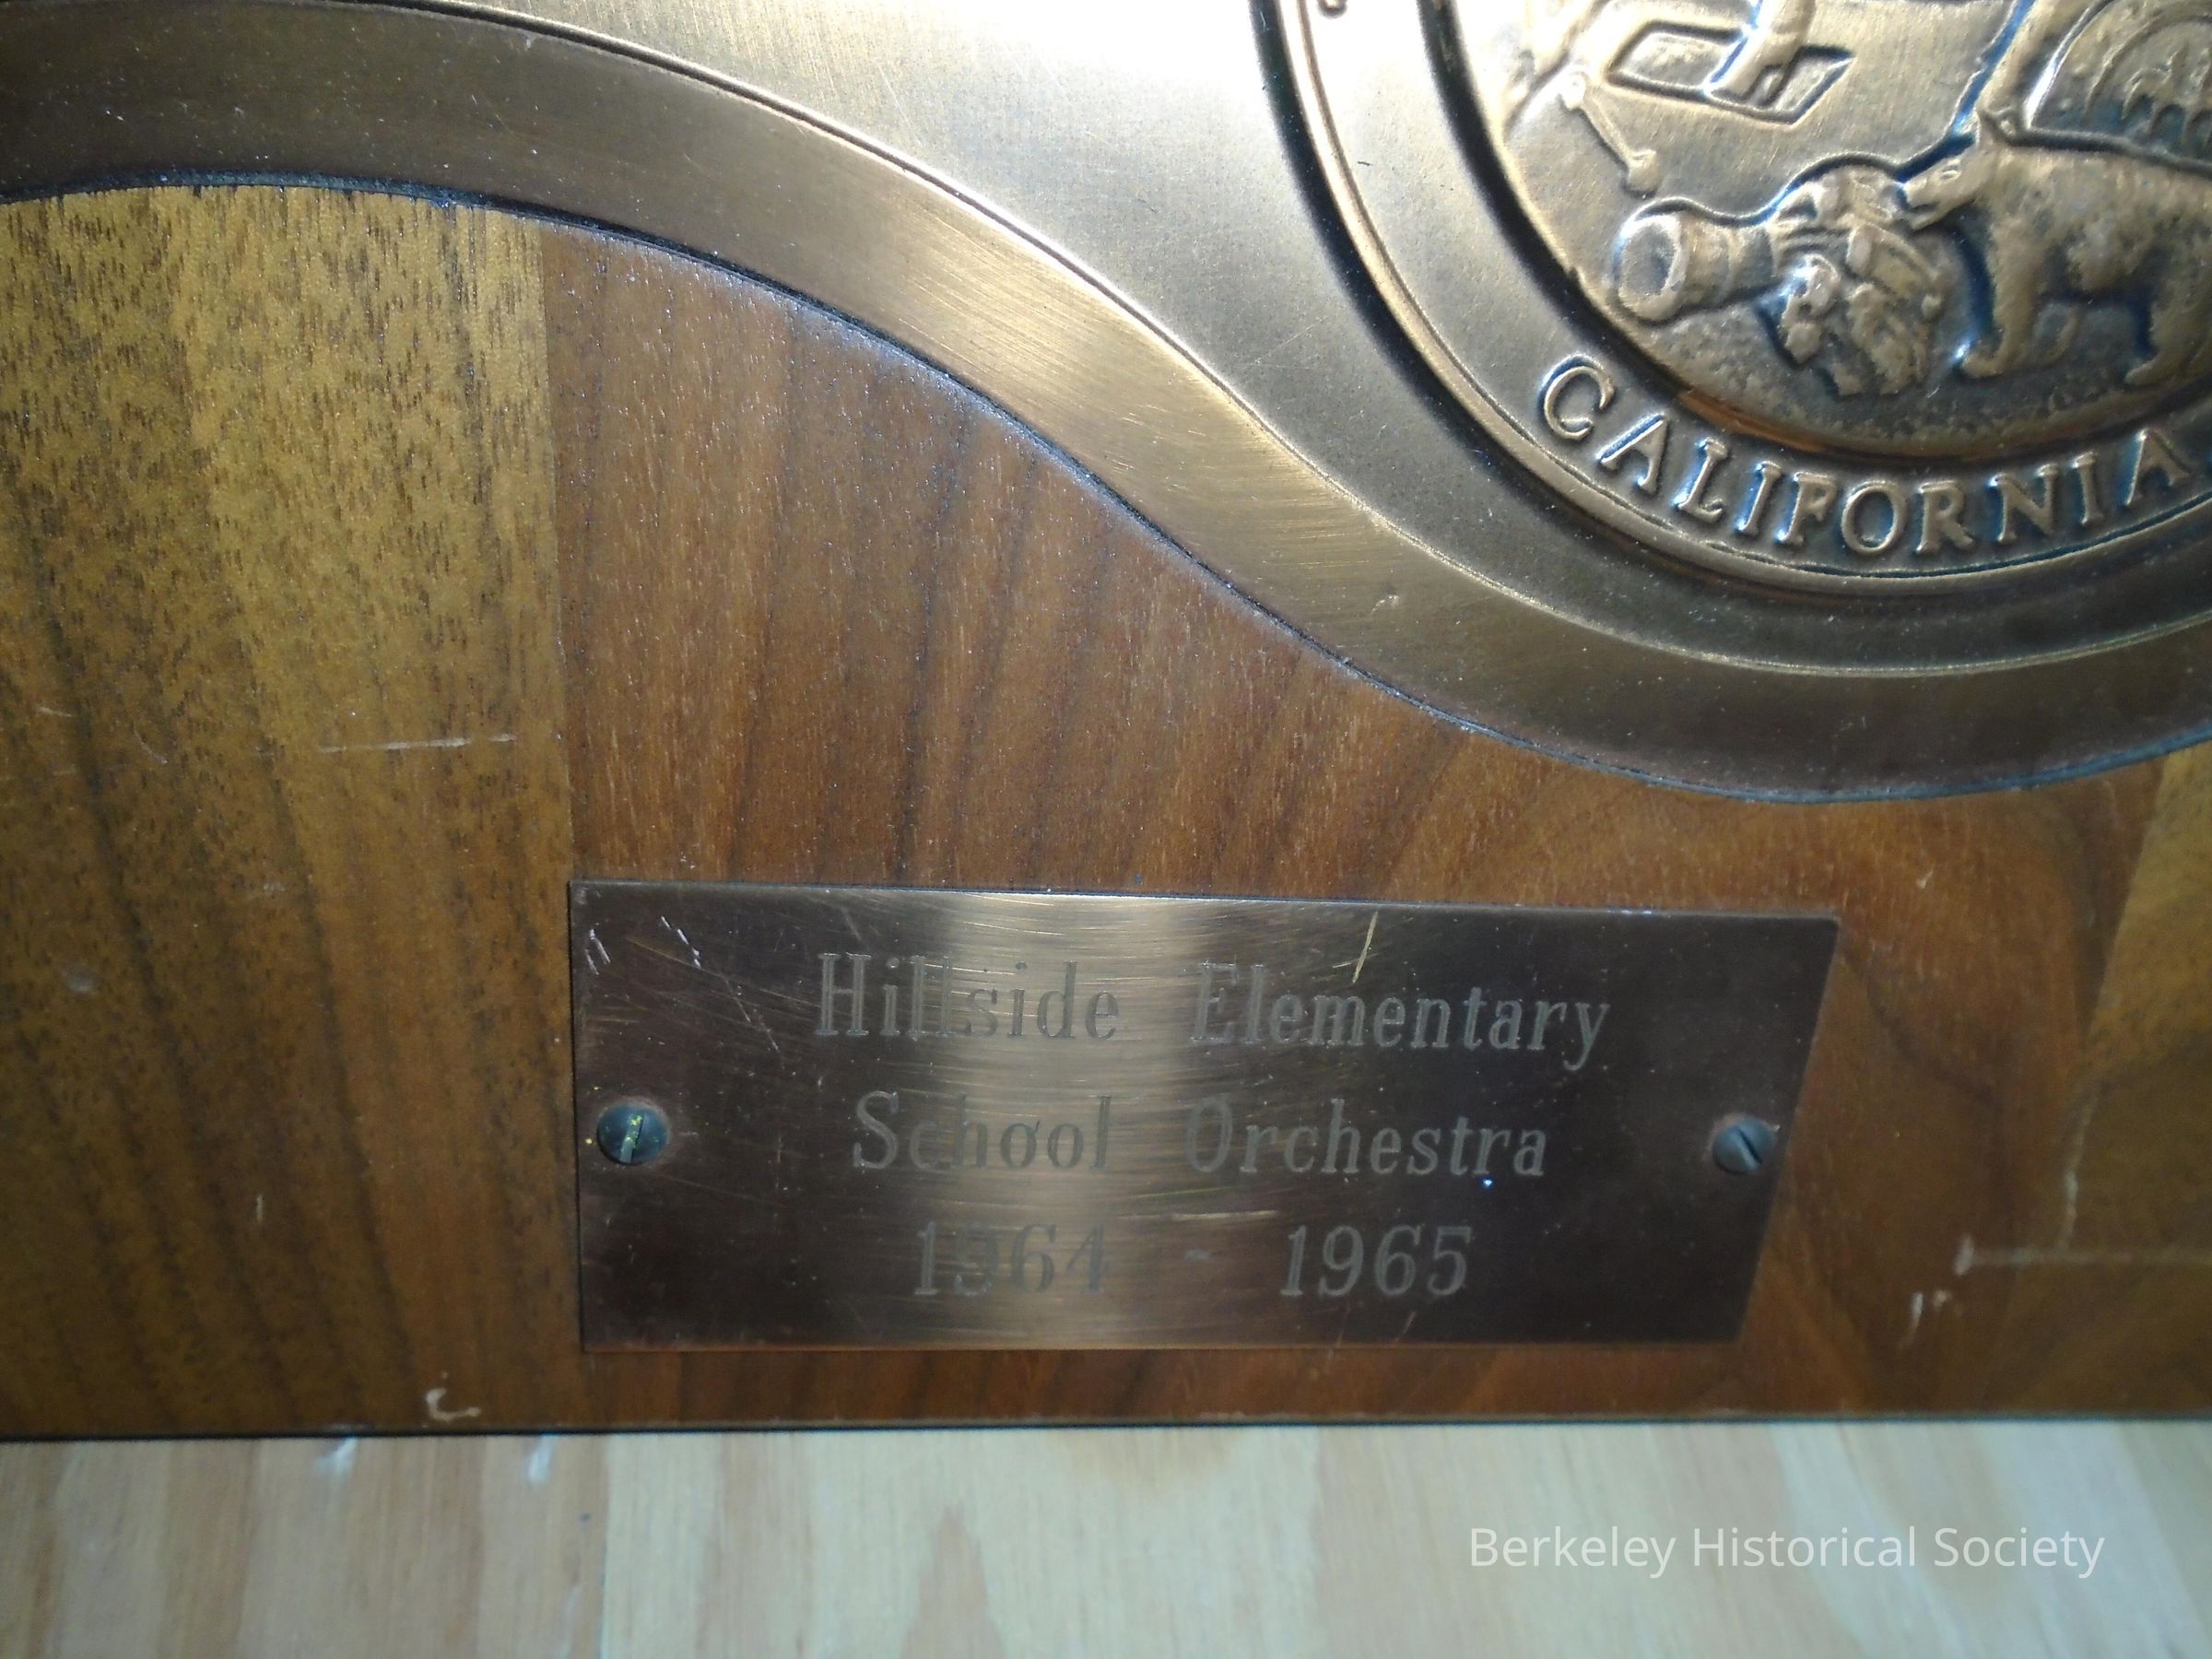 CALIFORNIA
Hillside Elementary
School Orchestra
1964 - 1965
Berkeley Historical Society